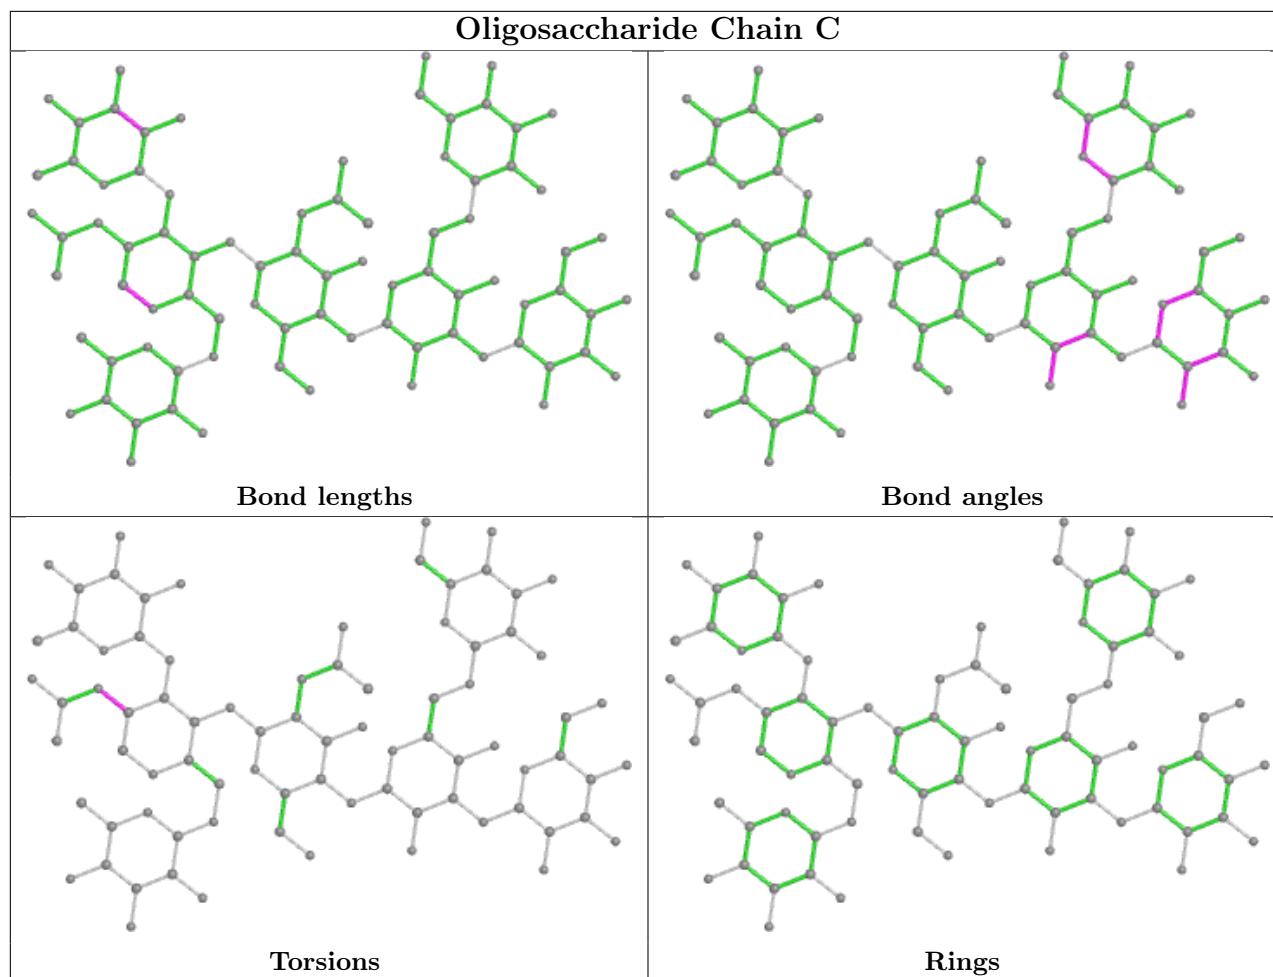 Oligosaccharide Chain C
Bond lengths
Bond angles
Torsions
Rings